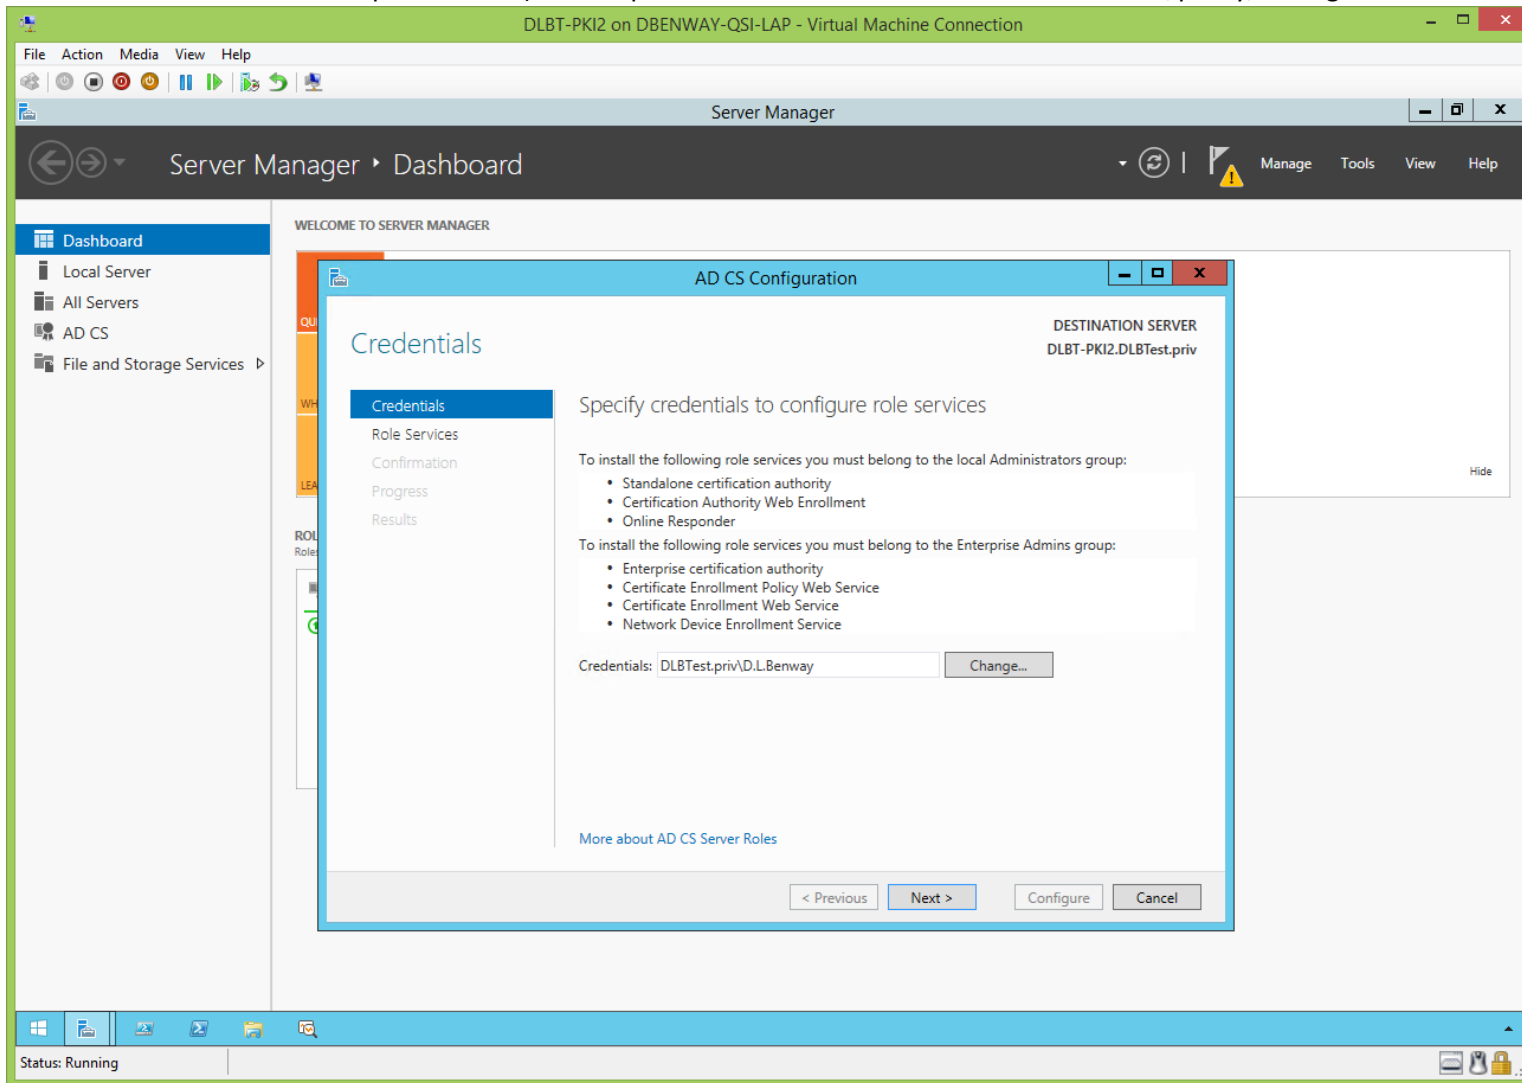 DLBT-PKI2 on DBENWAY-QSI-LAP - Virtual Machine Connection
File Action Media View Help
Server Manager
Server Manager • Dashboard
Manage Tools View Help
WELCOME TO SERVER MANAGER
Dashboard
Local Server
All Servers
AD CS
File and Storage Services
AD CS Configuration
Credentials
DESTINATION SERVER
DLBT-PKI2.DLBTest.priv
Credentials
Role Services
Confirmation
Progress
Results
Specify credentials to configure role services
To install the following role services you must belong to the local Administrators group:
• Standalone certification authority
• Certification Authority Web Enrollment
• Online Responder
To install the following role services you must belong to the Enterprise Admins group:
• Enterprise certification authority
• Certificate Enrollment Policy Web Service
• Certificate Enrollment Web Service
• Network Device Enrollment Service
Credentials: DLBTest.priv\D.L.Benway Change...
More about AD CS Server Roles
< Previous Next > Configure Cancel
Hide
Status: Running